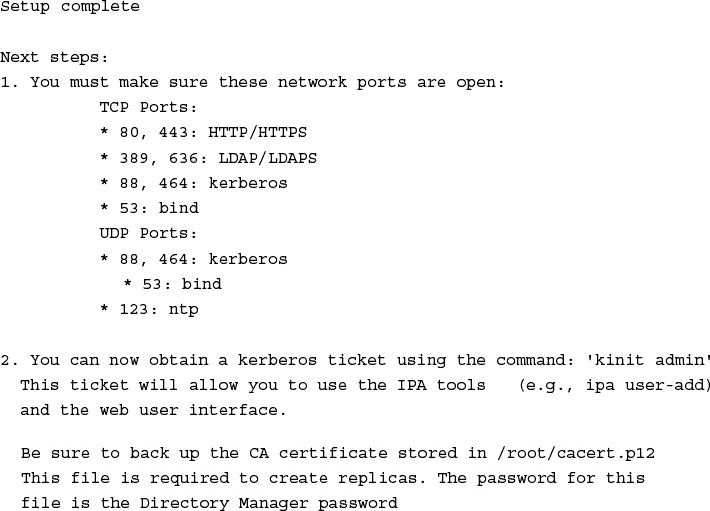 Setup complete
Next steps:
1. You must make sure these network ports are open:
TCP Ports:
* 80, 443: HTTP/HTTPS
* 389, 636: LDAP/LDAPS
* 88, 464: kerberos
* 53: bind
UDP Ports:
* 88, 464: kerberos
* 53: bind
* 123: ntp
2. You can now obtain a kerberos ticket using the command: 'kinit admin'
This ticket will allow you to use the IPA tools (e.g., ipa user-add)
and the web user interface.
Be sure to back up the CA certificate stored in /root/cacert.p12
This file is required to create replicas. The password for this
file is the Directory Manager password